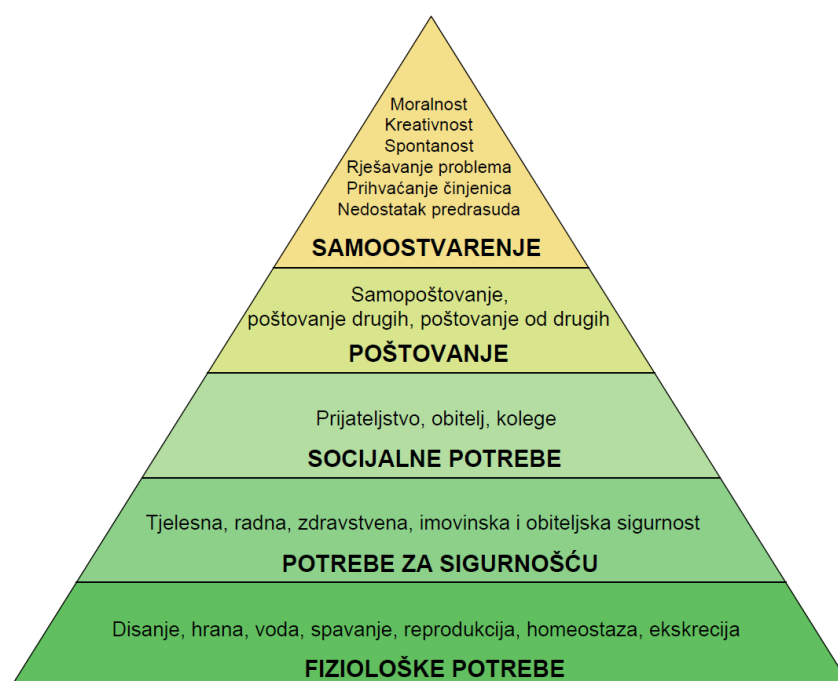 Moralnost
Kreativnost
Spontanost
Rješavanje problema
Prihvaćanje činjenica
Nedostatak predrasuda
SAMOOSTVARENJE
Samopoštovanje,
poštovanje drugih, poštovanje od drugih
POŠTOVANJE
Prijateljstvo, obitelj, kolege
SOCIJALNE POTREBE
Tjelesna, radna, zdravstvena, imovinska i obiteljska sigurnost
POTREBE ZA SIGURNOŠĆU
Disanje, hrana, voda, spavanje, reprodukcija, homeostaza, ekskrecija
FIZIOLOŠKE POTREBE